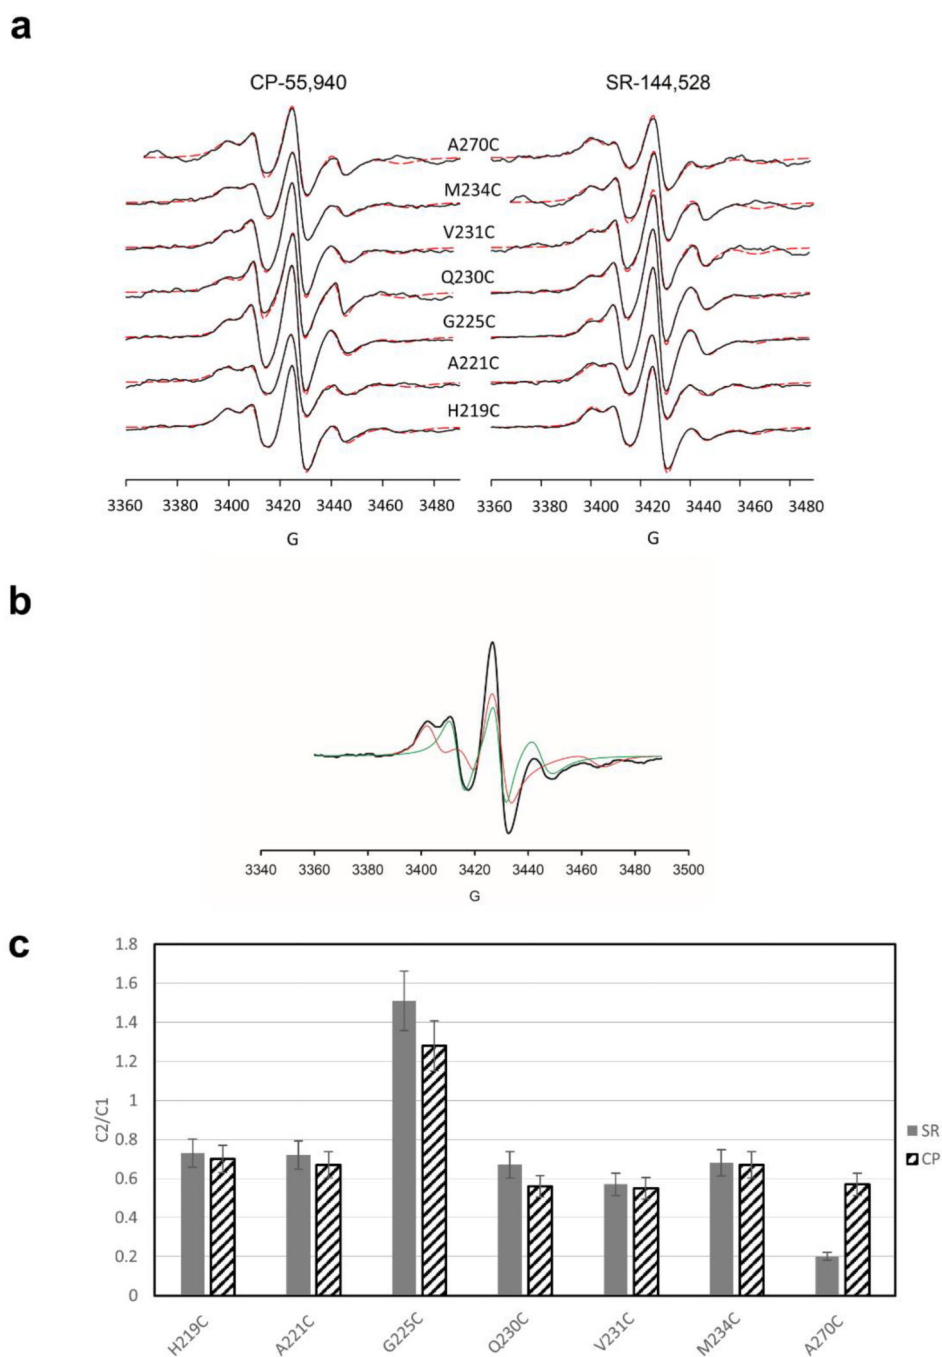 a
CP-55,940 SR-144,528
A270C
M234C
V231C
Q230C
G225C
A221C
H219C
3360 3380 3400 3420 3440 3460 3480 3360 3380 3400 3420 3440 3460 3480
G G
b
3340 3360 3380 3400 3420 3440 3460 3480 3500
G
c
1.8
1.6
1.4
1.2
1
0.8
0.6
0.4
0.2
0
C2/C1
SR
CP
H219C A221C G225C Q230C V231C M234C A270C